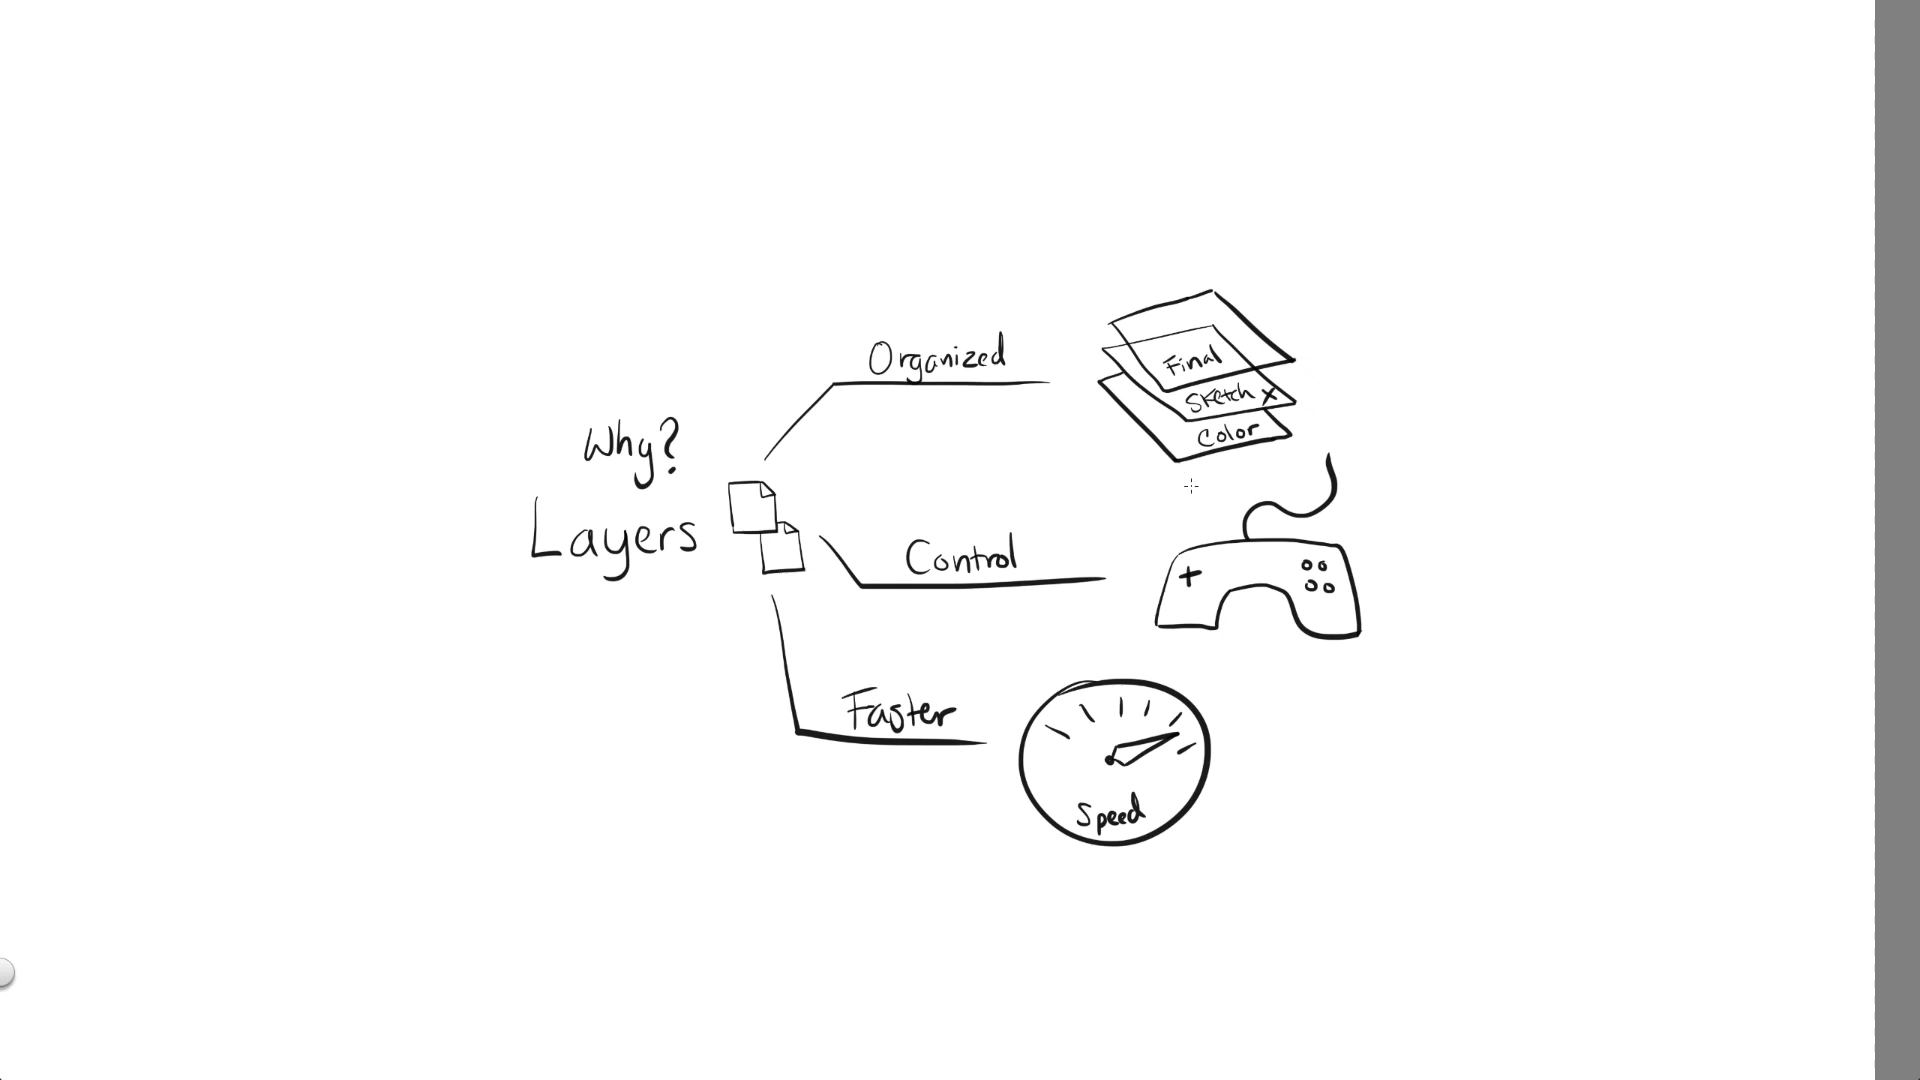 Why?
Layers
Organized
Final
Sketch x
Color
Control
Faster
Speed